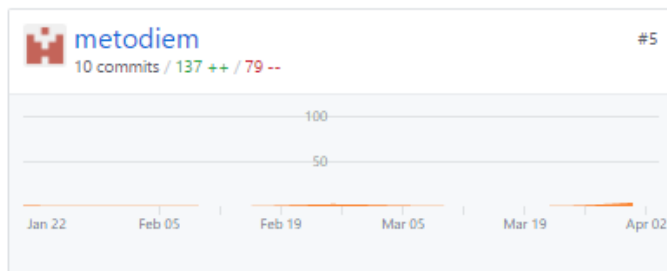 metodiem
#5
10 commits / 137 ++ / 79 --
100
50
Jan 22 Feb 05 Feb 19 Mar 05 Mar 19 Apr 02